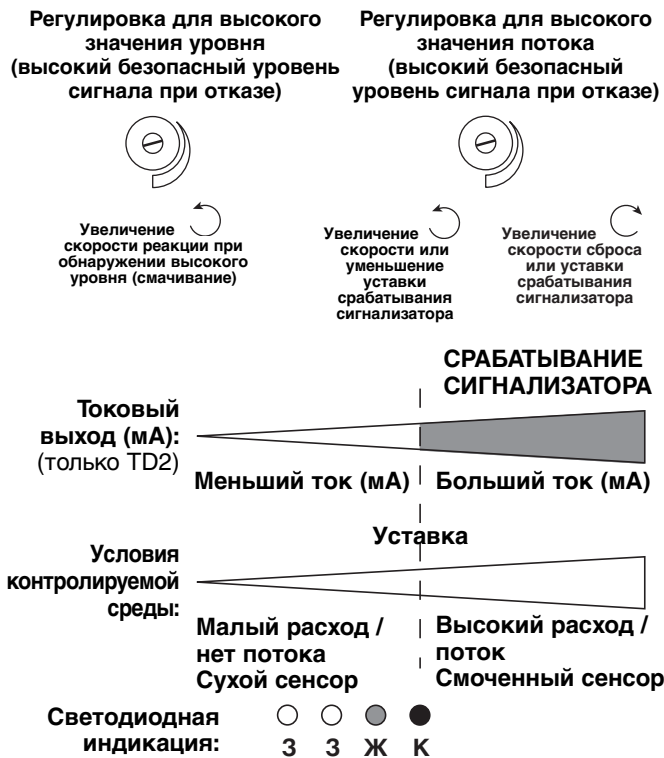 Регулировка для высокого
значения уровня
(высокий безопасный уровень
сигнала при отказе)
Регулировка для высокого
значения потока
(высокий безопасный
уровень сигнала при отказе)
Увеличение
скорости реакции при
обнаружении высокого
уровня (смачивание)
Увеличение
скорости или
уменьшение
уставки
срабатывания
сигнализатора
Увеличение
скорости сброса
или уставки
срабатывания
сигнализатора
СРАБАТЫВАНИЕ
СИГНАЛИЗАТОРА
Токовый
выход (мА):
(только TD2)
Меньший ток (мА)
Больший ток (мА)
Уставка
Условия
контролируемой
среды:
Малый расход /
нет потока
Сухой сенсор
Высокий расход /
поток
Смоченный сенсор
Светодиодная
индикация:
З З Ж К